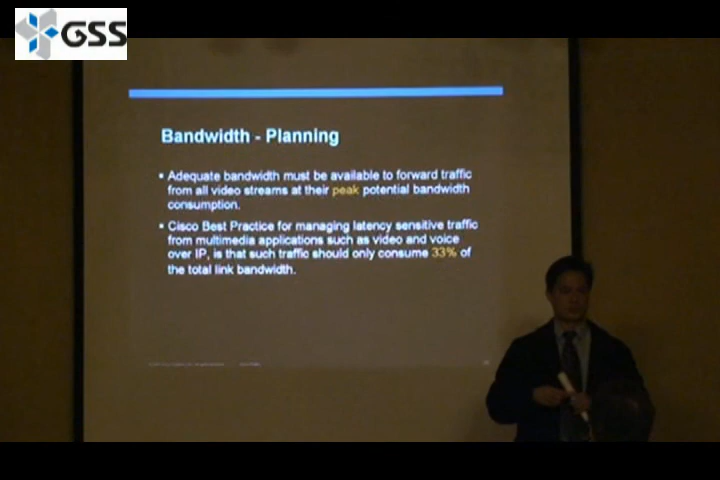 GSS
Bandwidth - Planning
▪ Adequate bandwidth must be available to forward traffic
from all video streams at their peak potential bandwidth
consumption.
▪ Cisco Best Practice for managing latency sensitive traffic
from multimedia applications such as video and voice
over IP, is that such traffic should only consume 33% of
the total link bandwidth.